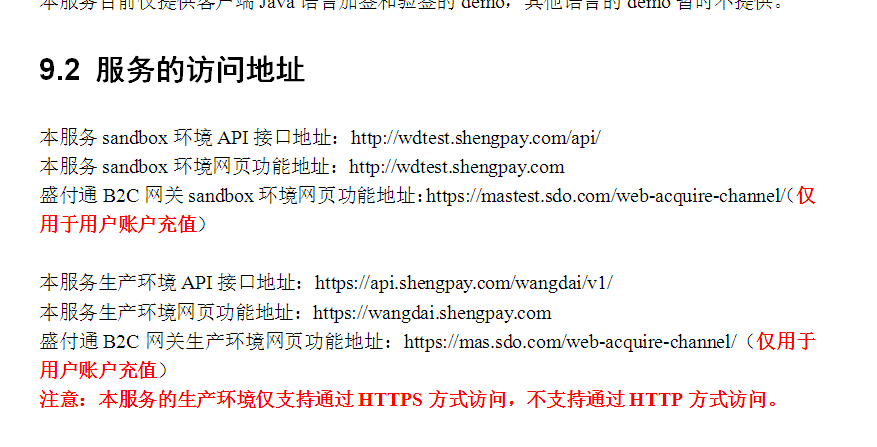 本服务目前仅提供客户端 Java 语言加签和验签的 demo，其他语言的 demo 暂时不提供。
9.2 服务的访问地址
本服务 sandbox 环境 API 接口地址：http://wdtest.shengpay.com/api/
本服务 sandbox 环境网页功能地址：http://wdtest.shengpay.com
盛付通 B2C 网关 sandbox 环境网页功能地址：https://mastest.sdo.com/web-acquire-channel/（仅
用于用户账户充值）
本服务生产环境 API 接口地址：https://api.shengpay.com/wangdai/v1/
本服务生产环境网页功能地址：https://wangdai.shengpay.com
盛付通 B2C 网关生产环境网页功能地址：https://mas.sdo.com/web-acquire-channel/（仅用于
用户账户充值）
注意：本服务的生产环境仅支持通过 HTTPS 方式访问，不支持通过 HTTP 方式访问。